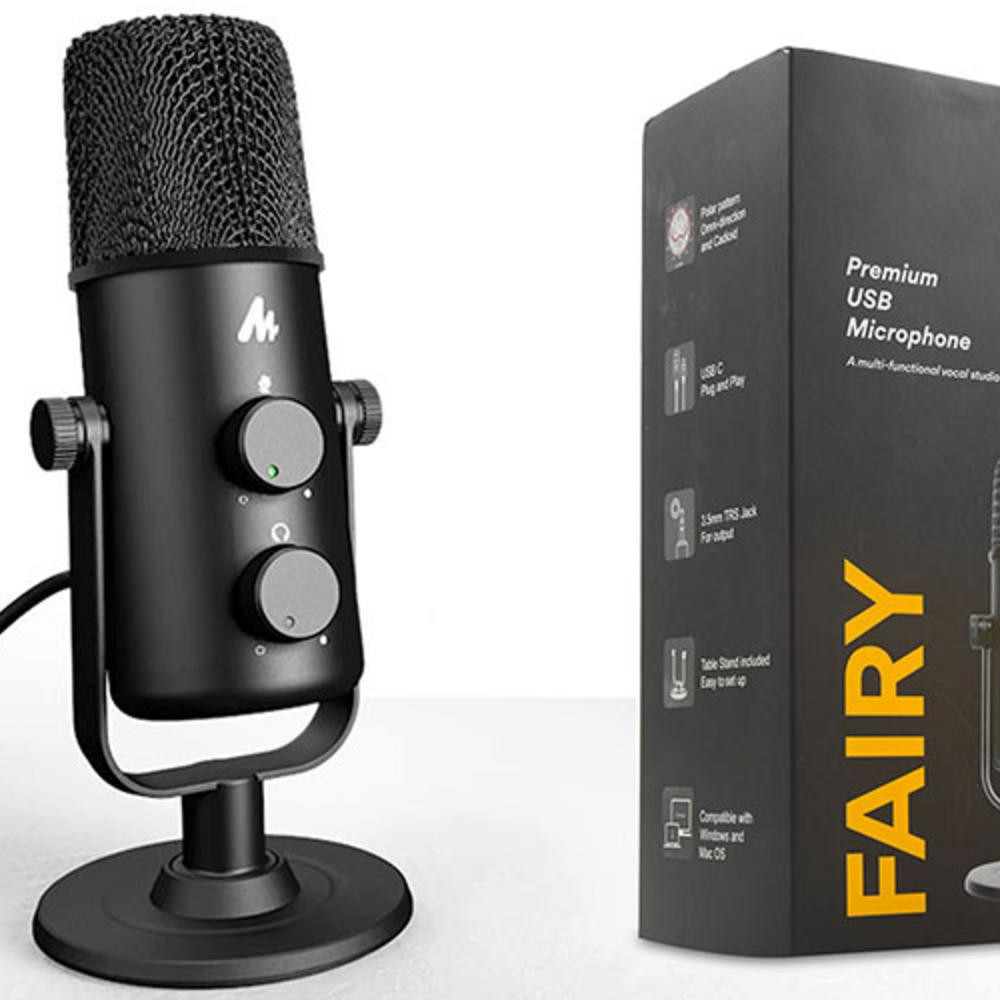 Polar pattern
Omni-direction
and Cadioid
USB C
Plug and Play
3.5mm TRS Jack
For output
Table Stand included
Easy to set up
Compatible with
Windows and
Mac OS
Premium
USB
Microphone
A multi-functional vocal studio
FAIRY